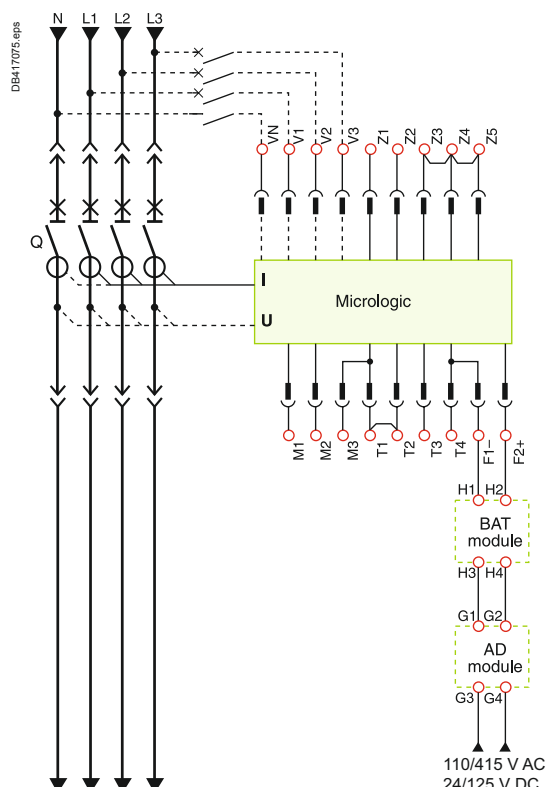 DB417075.eps
N L1 L2 L3
VN V1 V2 V3 Z1 Z2 Z3 Z4 Z5
Q
I
Micrologic
U
M1 M2 M3 T1 T2 T3 T4 F1− F2+
H1 H2
BAT
module
H3 H4
G1 G2
AD
module
G3 G4
110/415 V AC
24/125 V DC